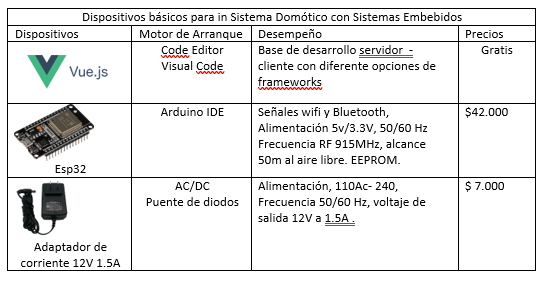 Dispositivos básicos para in Sistema Domótico con Sistemas Embebidos
Dispositivos
Motor de Arranque
Desempeño
Precios
Vue.js
Code Editor
Visual Code
Base de desarrollo servidor -
cliente con diferente opciones de
frameworks
Gratis
Esp32
Arduino IDE
Señales wifi y Bluetooth,
Alimentación 5v/3.3V, 50/60 Hz
Frecuencia RF 915MHz, alcance
50m al aire libre. EEPROM.
$42.000
Adaptador de
corriente 12V 1.5A
AC/DC
Puente de diodos
Alimentación, 110Ac- 240,
Frecuencia 50/60 Hz, voltaje de
salida 12V a 1.5A .
$ 7.000